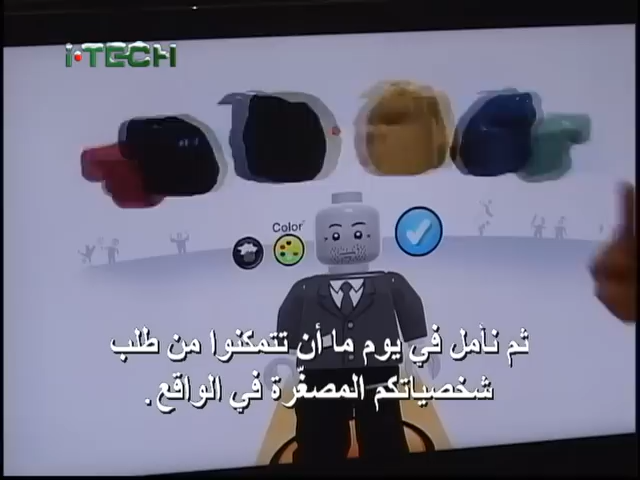 i·TECH
Color
ثم نأمل في يوم ما أن تتمكنوا من طلب
شخصياتكم المصغّرة في الواقع.